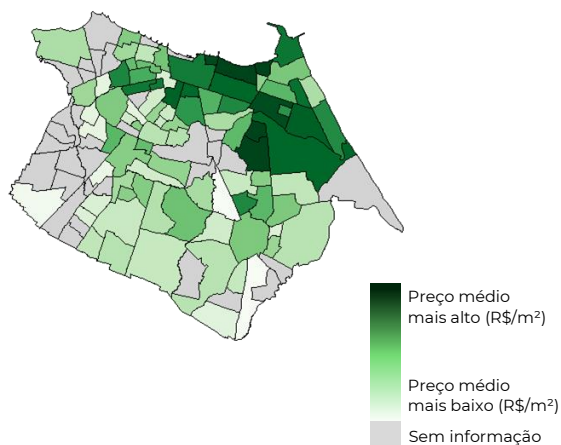 Preço médio
mais alto (R$/m²)
Preço médio
mais baixo (R$/m²)
Sem informação